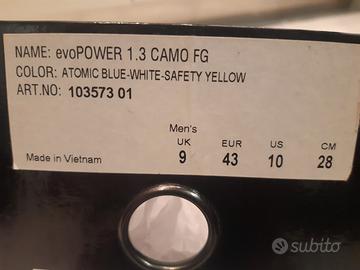 NAME: evoPOWER 1.3 CAMO FG
COLOR: ATOMIC BLUE-WHITE-SAFETY YELLOW
ART.NO: 103573 01
Men's
UK EUR US CM
Made in Vietnam 9 43 10 28
subito